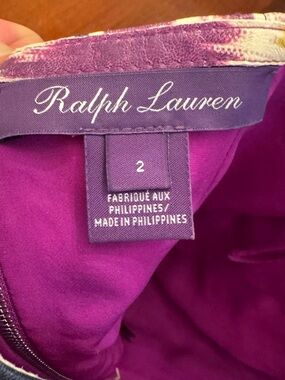 Ralph Lauren
2
FABRIQUÉ AUX
PHILIPPINES/
MADE IN PHILIPPINES